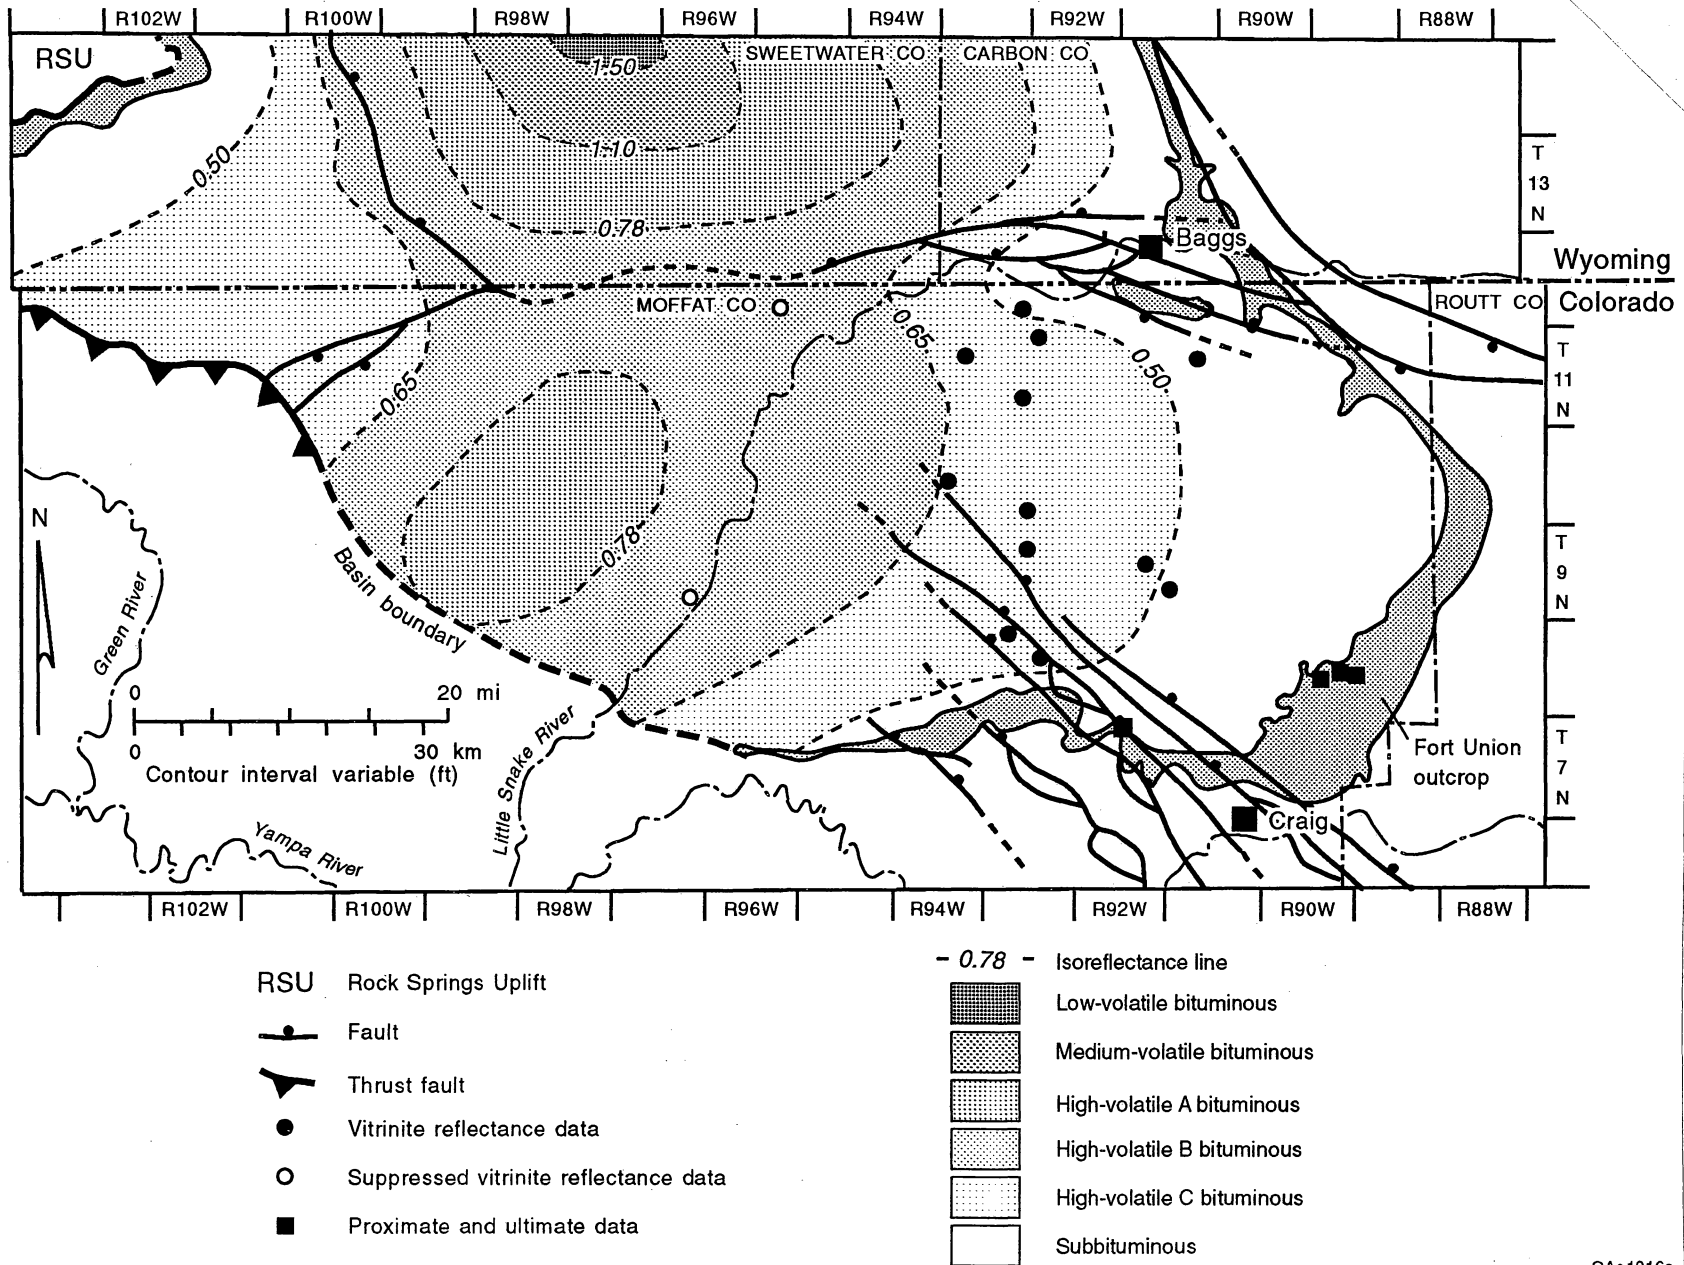 R102W R100W R98W R96W R94W R92W R90W R88W
RSU
1.50
SWEETWATER CO
CARBON CO
1.10
0.50
0.78
T
13
N
Baggs
Wyoming
MOFFAT CO
ROUTT CO
Colorado
0.65
0.50
T
11
N
0.65
N
0.78
T
9
N
Basin boundary
Green River
0 20 mi
0 30 km
Contour interval variable (ft)
Little Snake River
Yampa River
Fort Union
outcrop
T
7
N
Craig
R102W R100W R98W R96W R94W R92W R90W R88W
RSU Rock Springs Uplift
Fault
Thrust fault
Vitrinite reflectance data
Suppressed vitrinite reflectance data
Proximate and ultimate data
- 0.78 - Isoreflectance line
Low-volatile bituminous
Medium-volatile bituminous
High-volatile A bituminous
High-volatile B bituminous
High-volatile C bituminous
Subbituminous